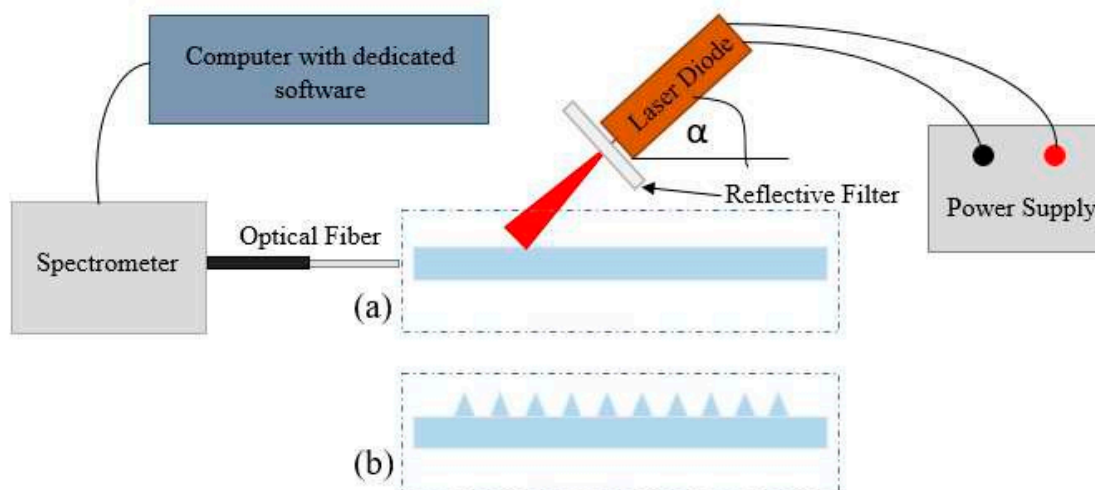 Computer with dedicated
software
Laser Diode
α
Reflective Filter
Power Supply
Optical Fiber
Spectrometer
(a)
(b)